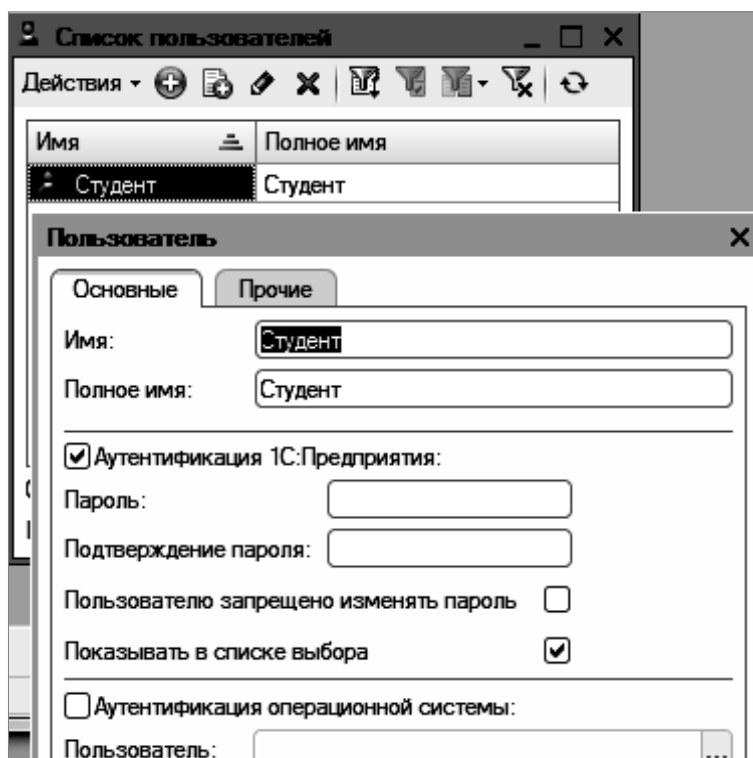 Список пользователей
Действия
Имя Полное имя
Студент Студент
Пользователь
Основные Прочие
Имя: Студент
Полное имя: Студент
Аутентификация 1С:Предприятия:
Пароль:
Подтверждение пароля:
Пользователю запрещено изменять пароль
Показывать в списке выбора
Аутентификация операционной системы:
Пользователь: ...